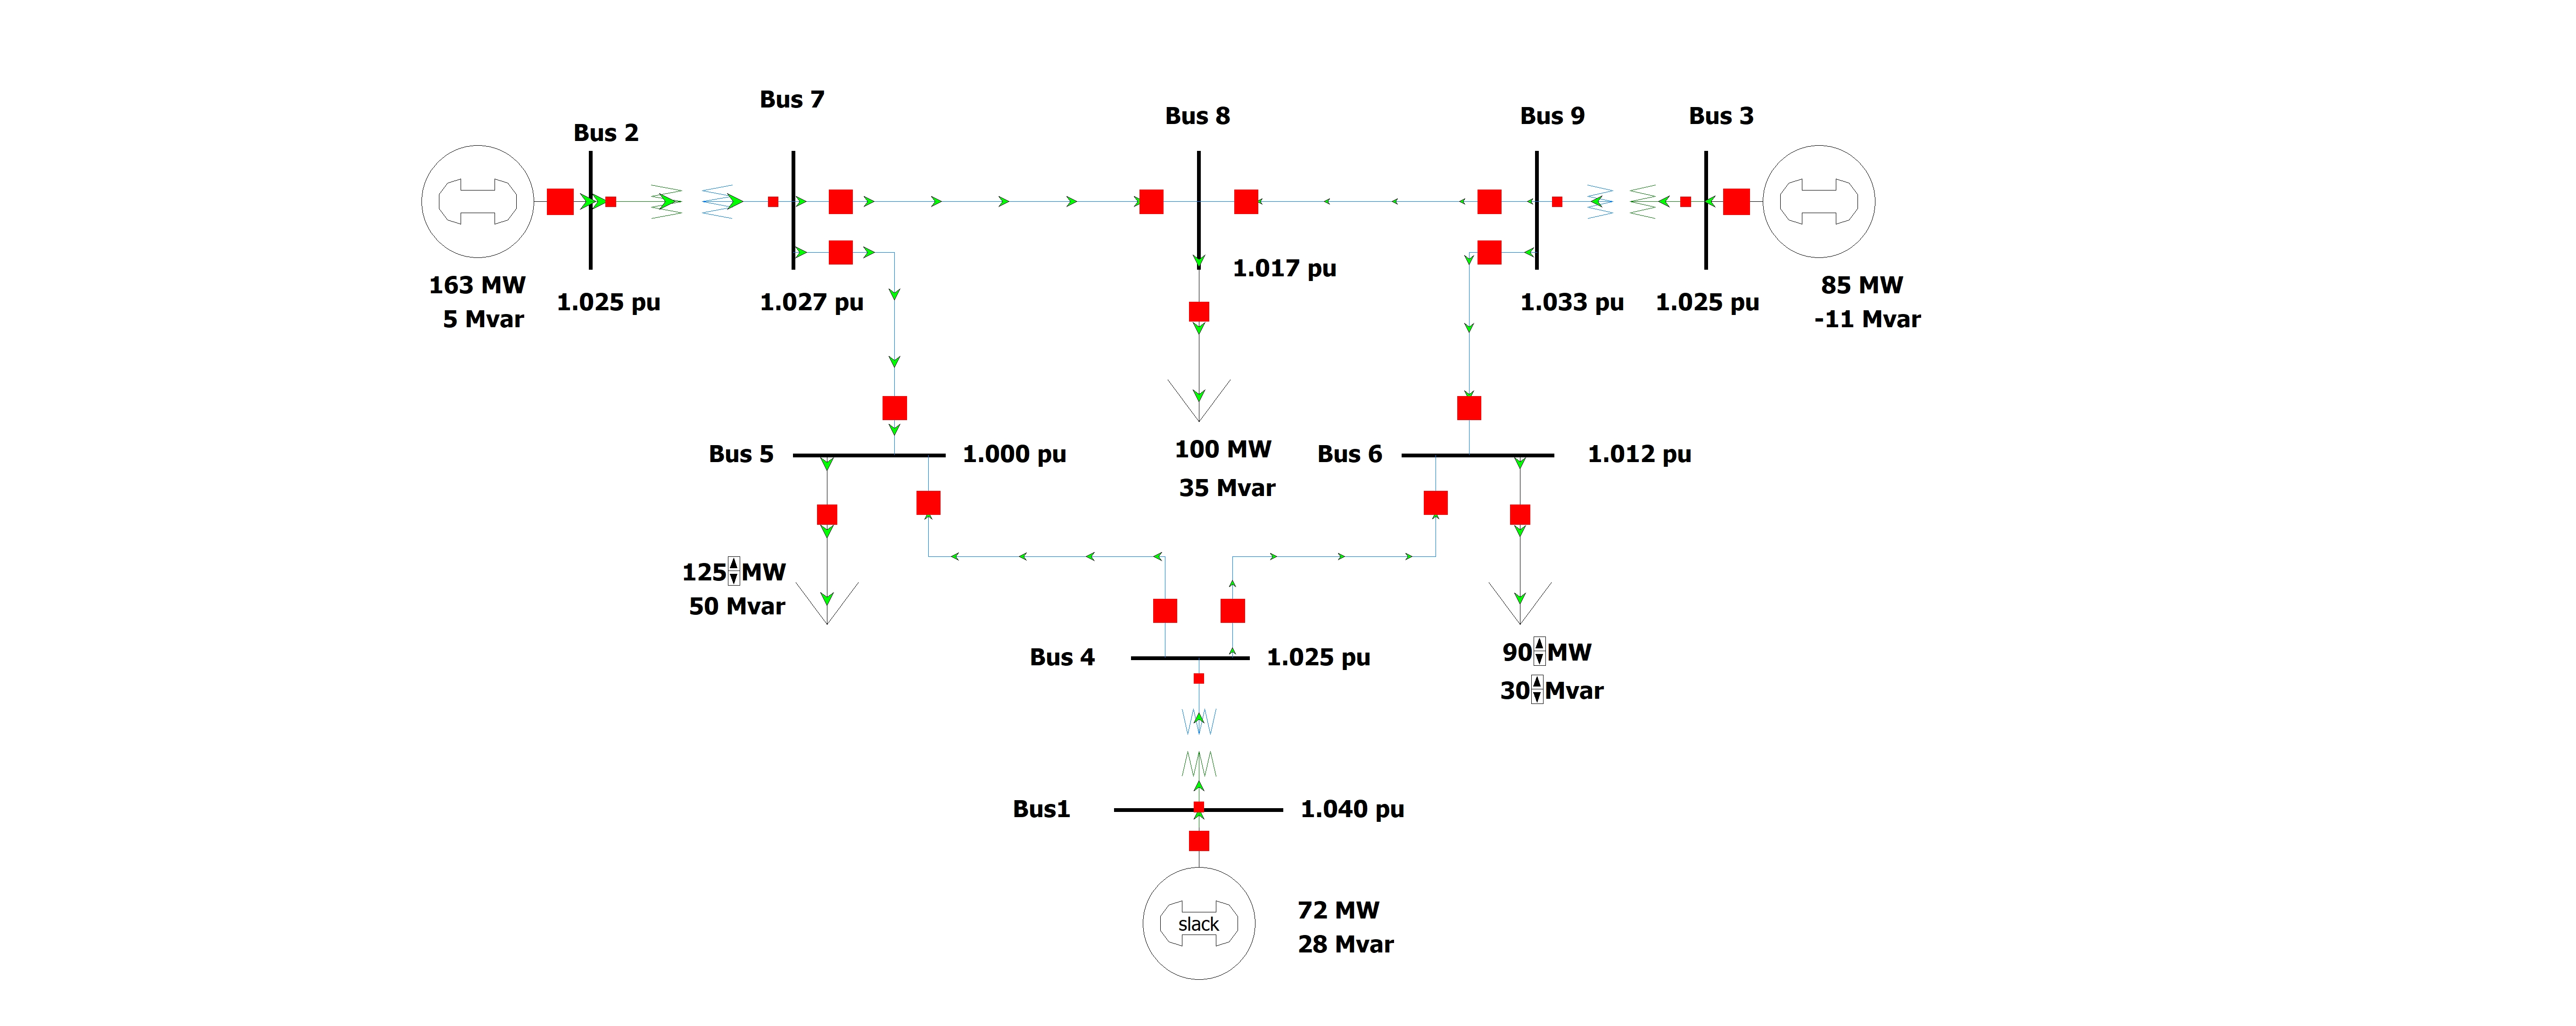 Bus 7
Bus 8
Bus 9
Bus 3
Bus 2
163 MW
5 Mvar
1.025 pu
1.027 pu
1.017 pu
1.033 pu
1.025 pu
85 MW
-11 Mvar
Bus 5
1.000 pu
100 MW
35 Mvar
Bus 6
1.012 pu
125 MW
50 Mvar
Bus 4
1.025 pu
90 MW
30 Mvar
Bus1
1.040 pu
slack
72 MW
28 Mvar